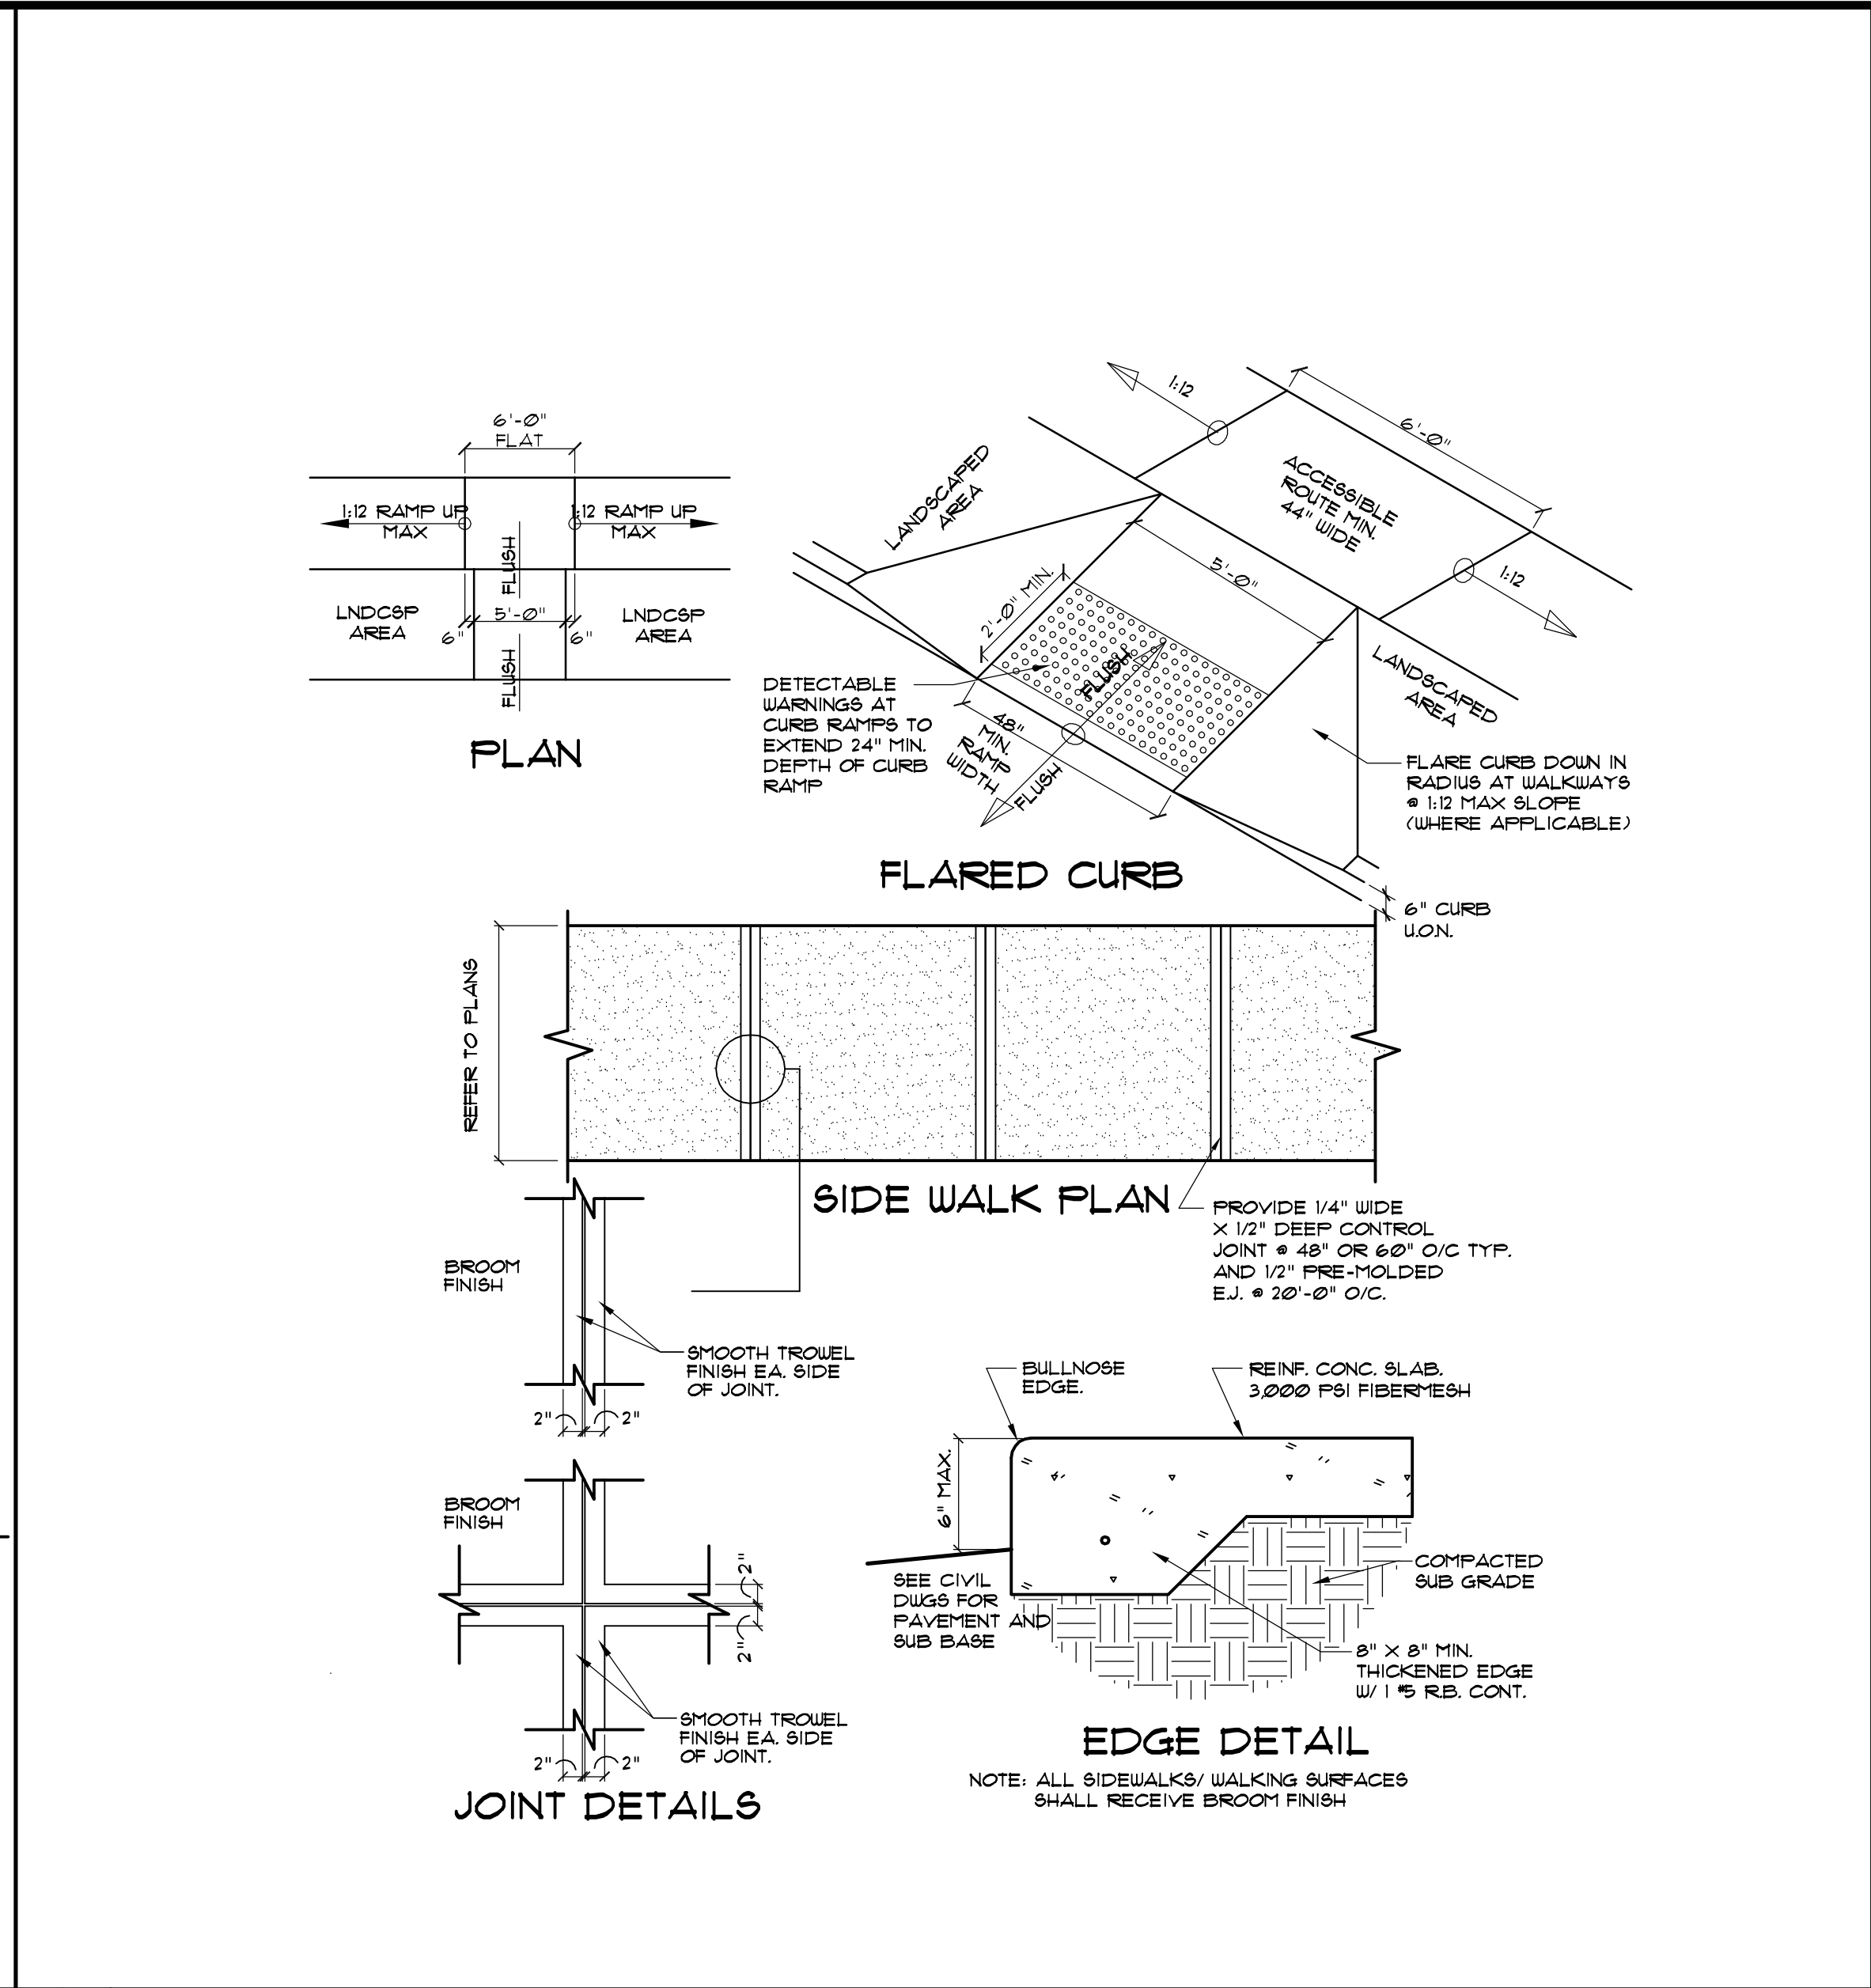 6'-0"
FLAT
1:12 RAMP UP
MAX
1:12 RAMP UP
MAX
FLUSH
LNDCSP
AREA
5'-0"
LNDCSP
AREA
6"
6"
FLUSH
PLAN
1:12
6'-0"
LANDSCAPED
AREA
ACCESSIBLE
ROUTE MIN.
44" WIDE
1:12
5'-0"
2'-0" MIN.
FLUSH
LANDSCAPED
AREA
DETECTABLE
WARNINGS AT
CURB RAMPS TO
EXTEND 24" MIN.
DEPTH OF CURB
RAMP
48"
MIN.
RAMP
WIDTH
FLUSH
FLARE CURB DOWN IN
RADIUS AT WALKWAYS
@ 1:12 MAX SLOPE
(WHERE APPLICABLE)
FLARED CURB
6" CURB
U.O.N.
REFER TO PLANS
SIDE WALK PLAN
PROVIDE 1/4" WIDE
X 1/2" DEEP CONTROL
JOINT @ 48" OR 60" O/C TYP.
AND 1/2" PRE-MOLDED
E.J. @ 20'-0" O/C.
BROOM
FINISH
SMOOTH TROWEL
FINISH EA. SIDE
OF JOINT.
2"
2"
BROOM
FINISH
2"
2"
SMOOTH TROWEL
FINISH EA. SIDE
OF JOINT.
2"
2"
JOINT DETAILS
BULLNOSE
EDGE.
REINF. CONC. SLAB.
3,000 PSI FIBERMESH
6" MAX.
SEE CIVIL
DWGS FOR
PAVEMENT AND
SUB BASE
COMPACTED
SUB GRADE
8" X 8" MIN.
THICKENED EDGE
W/ 1 #5 R.B. CONT.
EDGE DETAIL
NOTE: ALL SIDEWALKS/ WALKING SURFACES
SHALL RECEIVE BROOM FINISH